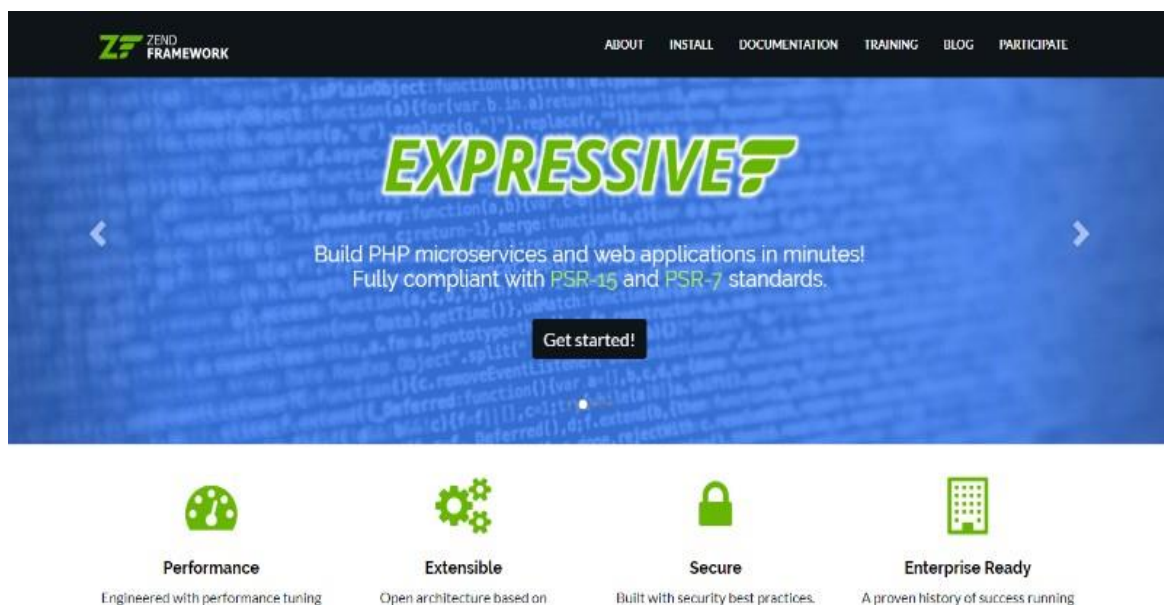 ZEND
FRAMEWORK
ABOUT INSTALL DOCUMENTATION TRAINING BLOG PARTICIPATE
EXPRESSIVE
Build PHP microservices and web applications in minutes!
Fully compliant with PSR-15 and PSR-7 standards.
Get started!
Performance
Extensible
Secure
Enterprise Ready
Engineered with performance tuning
Open architecture based on
Built with security best practices.
A proven history of success running